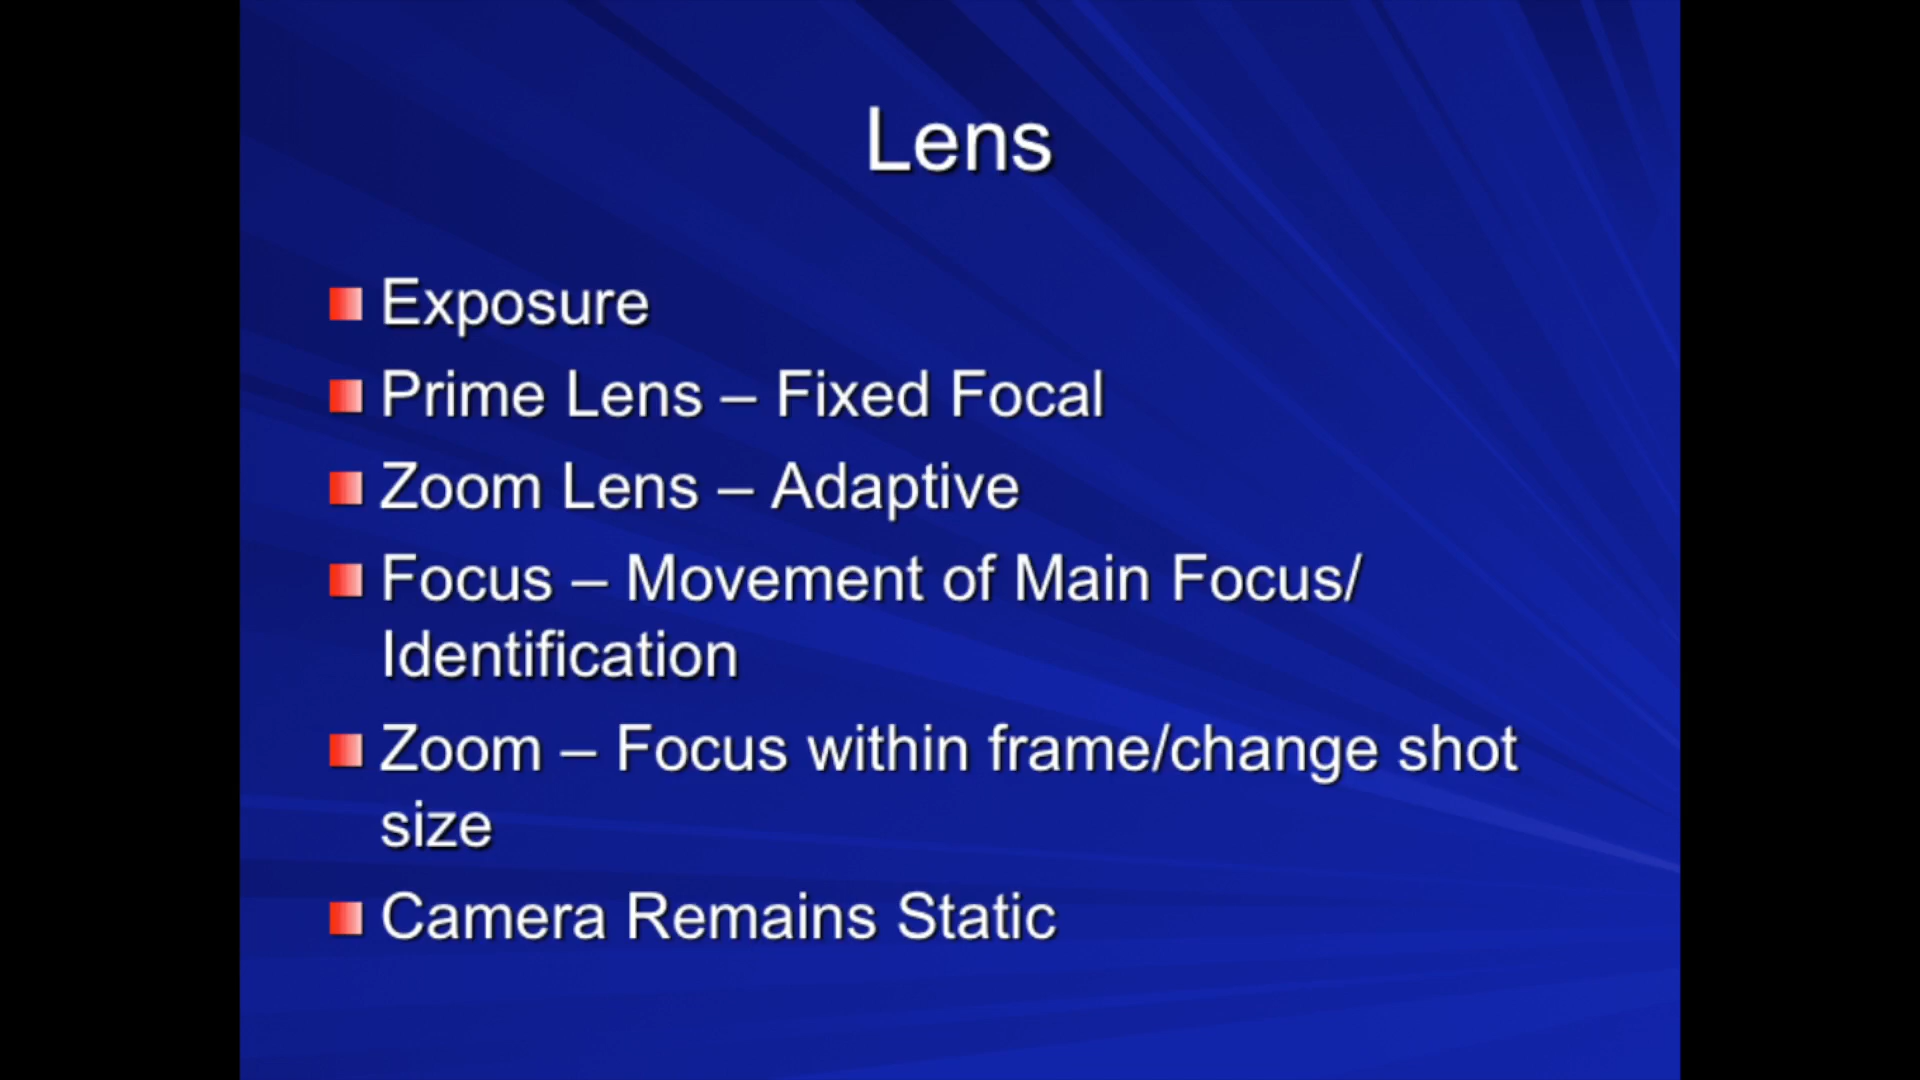 Lens
Exposure
Prime Lens – Fixed Focal
Zoom Lens – Adaptive
Focus – Movement of Main Focus/
Identification
Zoom – Focus within frame/change shot
size
Camera Remains Static